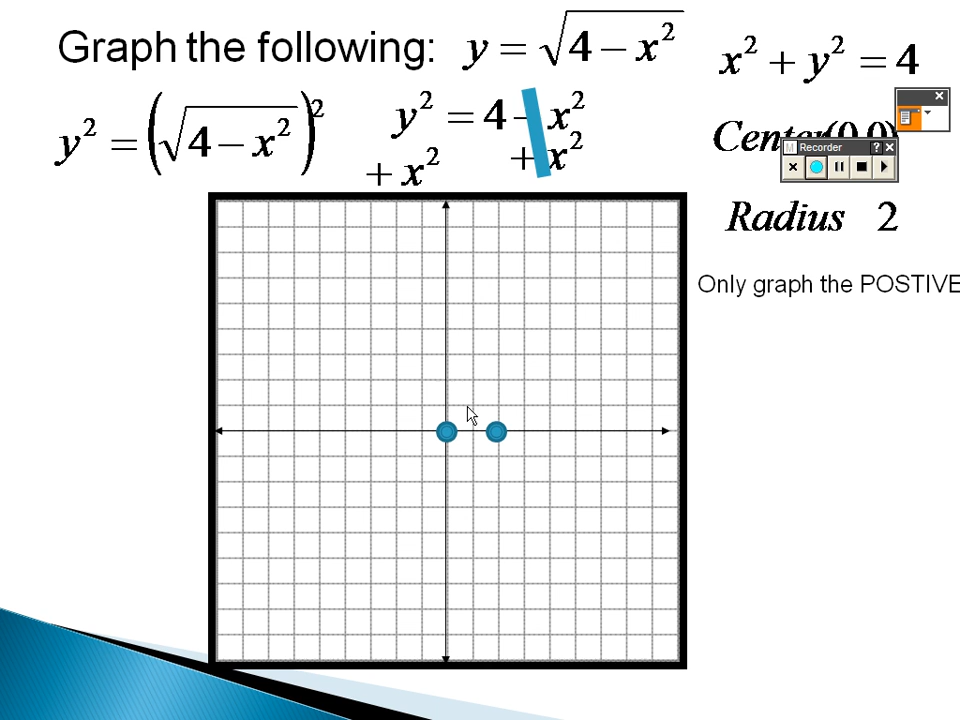 Graph the following: y = √(4 − x²)
x² + y² = 4
y² = (√(4 − x²))²
y² = 4 − x²
+ x² + x²
Center(0,0)
Recorder
Radius 2
Only graph the POSTIVE